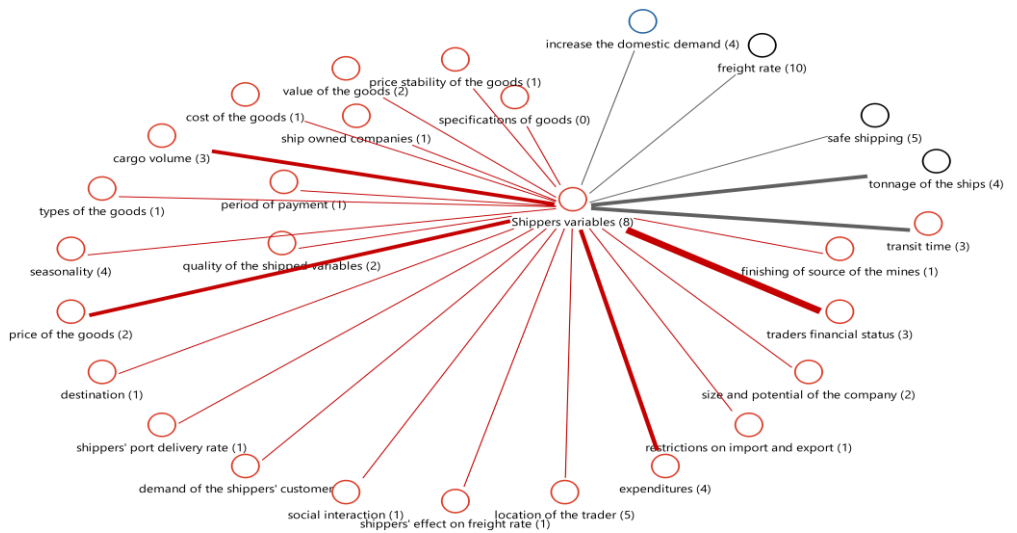 increase the domestic demand (4)
freight rate (10)
price stability of the goods (1)
value of the goods (2)
specifications of goods (0)
cost of the goods (1)
ship owned companies (1)
safe shipping (5)
cargo volume (3)
tonnage of the ships (4)
types of the goods (1)
period of payment (1)
Shippers variables (8)
transit time (3)
seasonality (4)
quality of the shipped variables (2)
finishing of source of the mines (1)
price of the goods (2)
traders financial status (3)
destination (1)
size and potential of the company (2)
shippers' port delivery rate (1)
restrictions on import and export (1)
demand of the shippers' customer
expenditures (4)
social interaction (1)
location of the trader (5)
shippers' effect on freight rate (1)